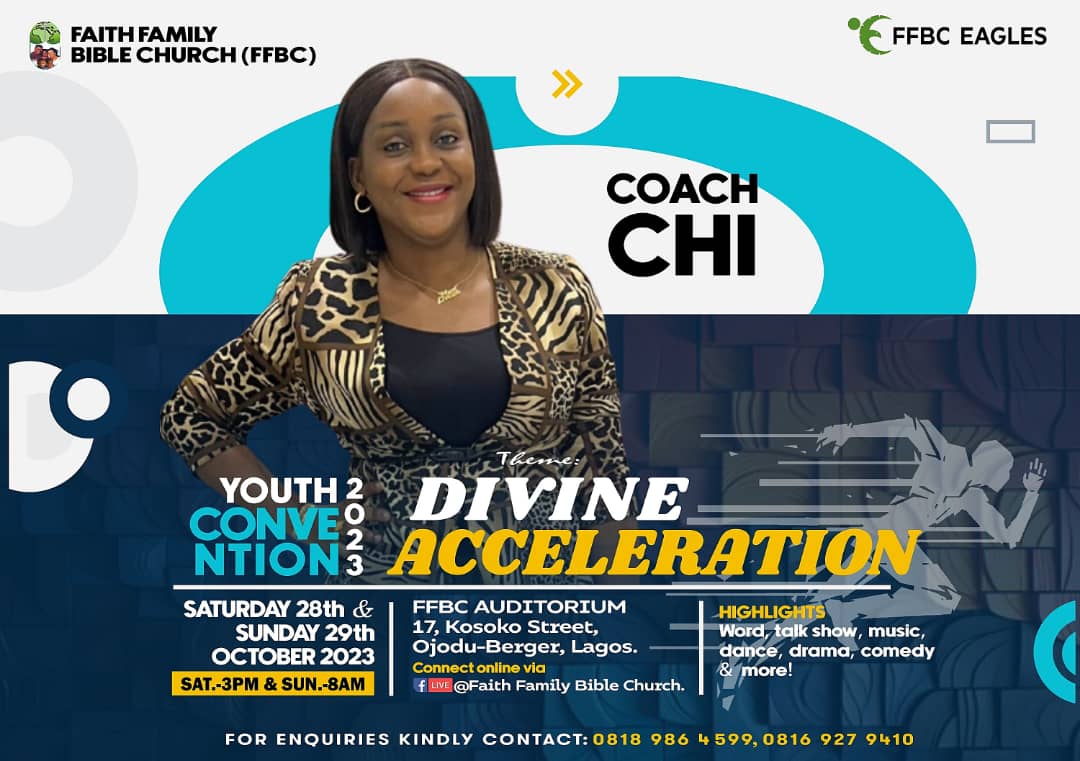 FAITH FAMILY
BIBLE CHURCH (FFBC)
FFBC EAGLES
COACH
CHI
Theme:
YOUTH
CONVE
NTION
2023
DIVINE
ACCELERATION
SATURDAY 28th &
SUNDAY 29th
OCTOBER 2023
SAT.-3PM & SUN.-8AM
FFBC AUDITORIUM
17, Kosoko Street,
Ojodu-Berger, Lagos.
Connect online via
f LIVE @Faith Family Bible Church.
HIGHLIGHTS
Word, talk show, music,
dance, drama, comedy
& more!
FOR ENQUIRIES KINDLY CONTACT: 0818 986 4599, 0816 927 9410